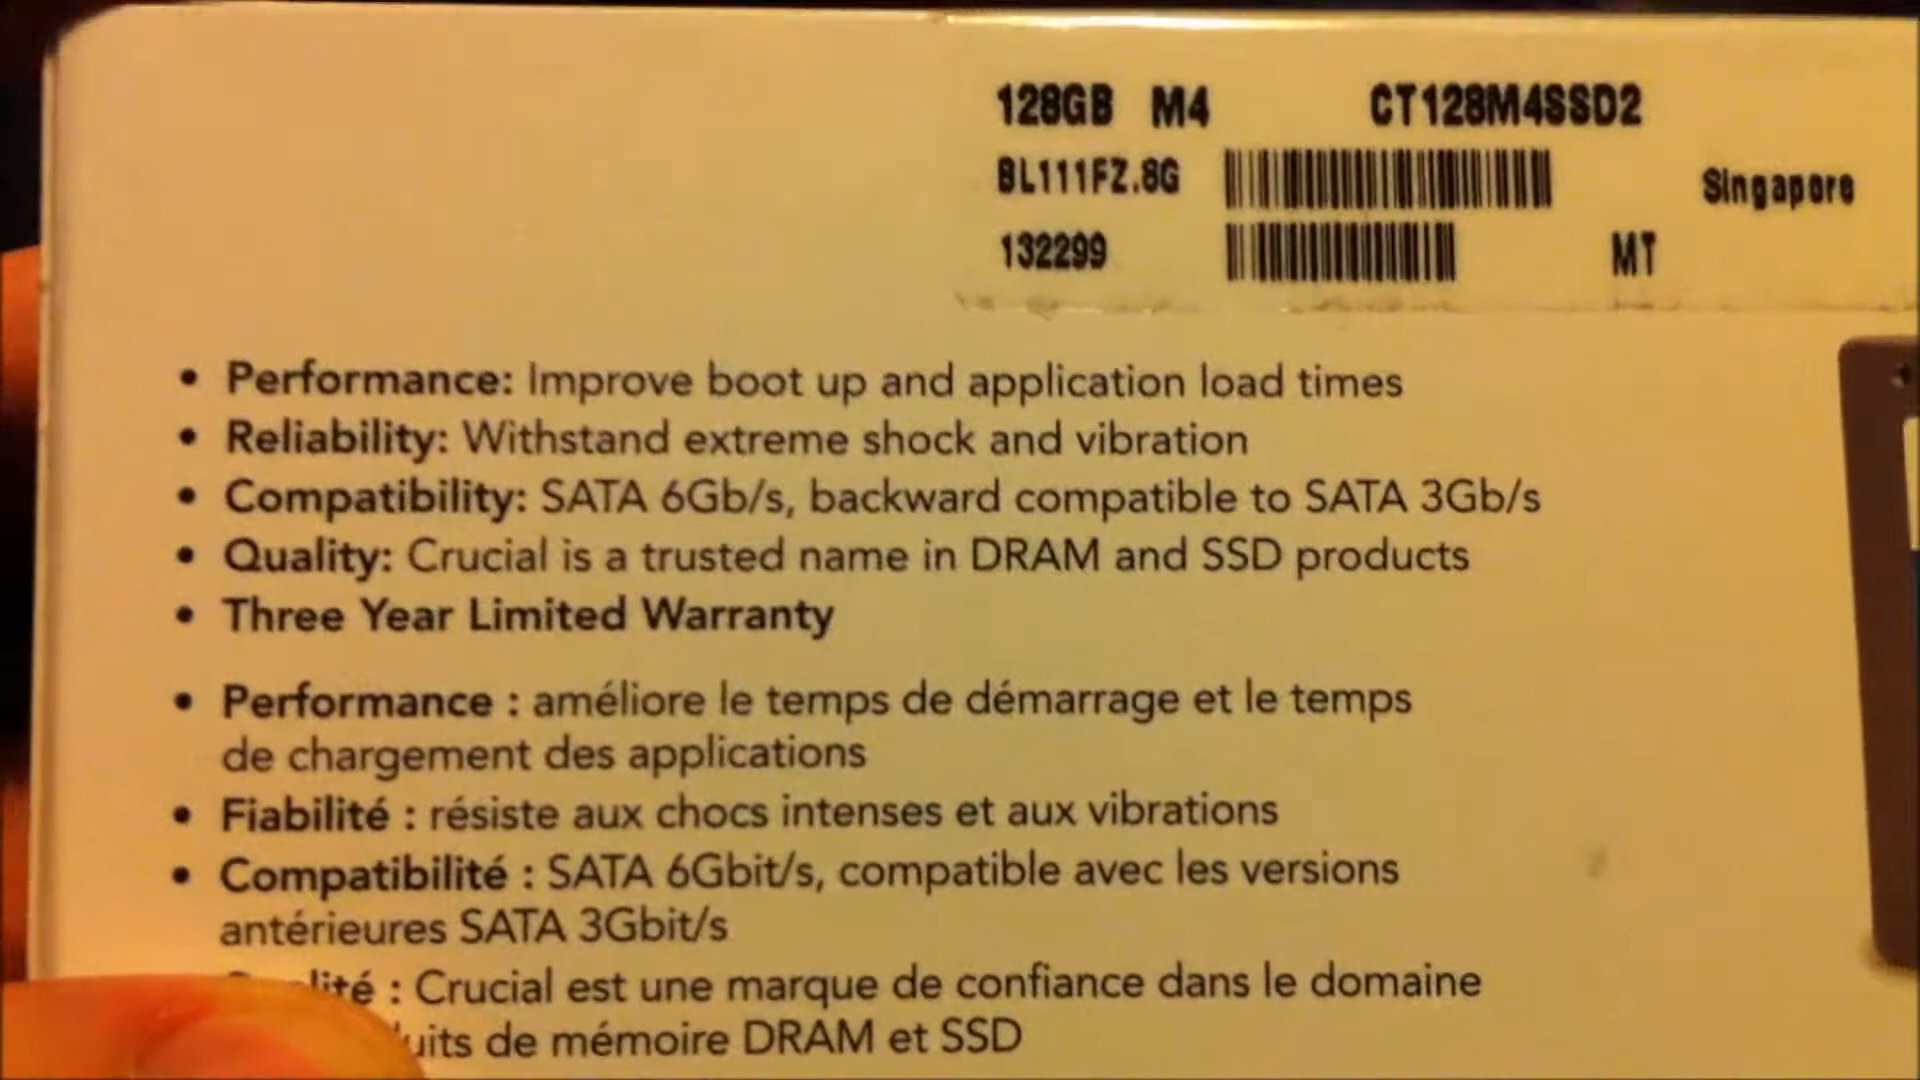 128GB M4 CT128M4SSD2
BL111FZ.8G Singapore
132299 MT
• Performance: Improve boot up and application load times
• Reliability: Withstand extreme shock and vibration
• Compatibility: SATA 6Gb/s, backward compatible to SATA 3Gb/s
• Quality: Crucial is a trusted name in DRAM and SSD products
• Three Year Limited Warranty
• Performance : améliore le temps de démarrage et le temps
de chargement des applications
• Fiabilité : résiste aux chocs intenses et aux vibrations
• Compatibilité : SATA 6Gbit/s, compatible avec les versions
antérieures SATA 3Gbit/s
: Crucial est une marque de confiance dans le domaine
de mémoire DRAM et SSD